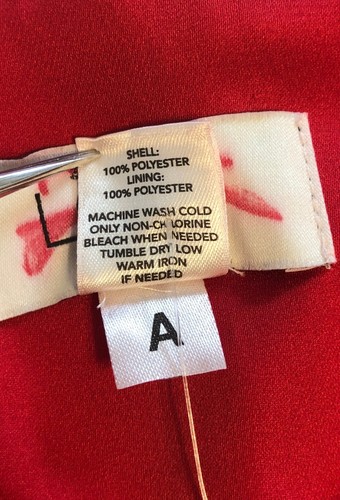 SHELL:
100% POLYESTER
LINING:
100% POLYESTER
MACHINE WASH COLD
ONLY NON-CHLORINE
BLEACH WHEN NEEDED
TUMBLE DRY LOW
WARM IRON
IF NEEDED
A